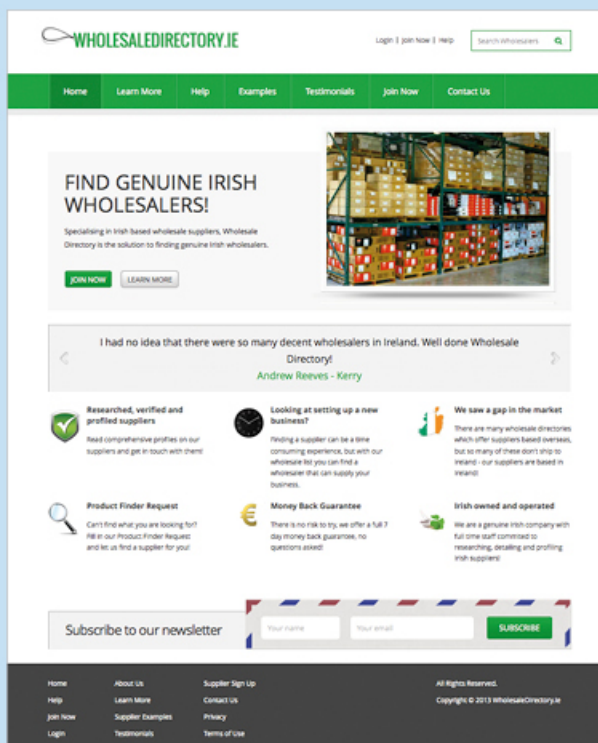 WHOLESALEDIRECTORY.IE
Login | Join Now | Help
Search Wholesalers
Home Learn More Help Examples Testimonials Join Now Contact Us
FIND GENUINE IRISH
WHOLESALERS!
Specialising in Irish based wholesale suppliers, Wholesale
Directory is the solution to finding genuine Irish wholesalers.
JOIN NOW LEARN MORE
I had no idea that there were so many decent wholesalers in Ireland. Well done Wholesale
Directory!
Andrew Reeves - Kerry
Researched, verified and
profiled suppliers
Read comprehensive profiles on our
suppliers and get in touch with them!
Looking at setting up a new
business?
Finding a supplier can be a time
consuming experience, but with our
wholesale list you can find a
wholesaler that can supply your
business.
We saw a gap in the market
There are many wholesale directories
which offer suppliers based overseas,
but so many of these don't ship to
Ireland - our suppliers are based in
Ireland!
Product Finder Request
Can't find what you are looking for?
Fill in our Product Finder Request
and let us find a supplier for you!
Money Back Guarantee
There is no risk to try, we offer a full 7
day money back guarantee, no
questions asked!
Irish owned and operated
We are a genuine Irish company with
full time staff commited to
researching, detailing and profiling
Irish suppliers!
Subscribe to our newsletter
Your name
Your email
SUBSCRIBE
Home About Us Supplier Sign Up All Rights Reserved.
Help Learn More Contact Us Copyright © 2013 WholesaleDirectory.ie
Join Now Supplier Examples Privacy
Login Testimonials Terms of Use